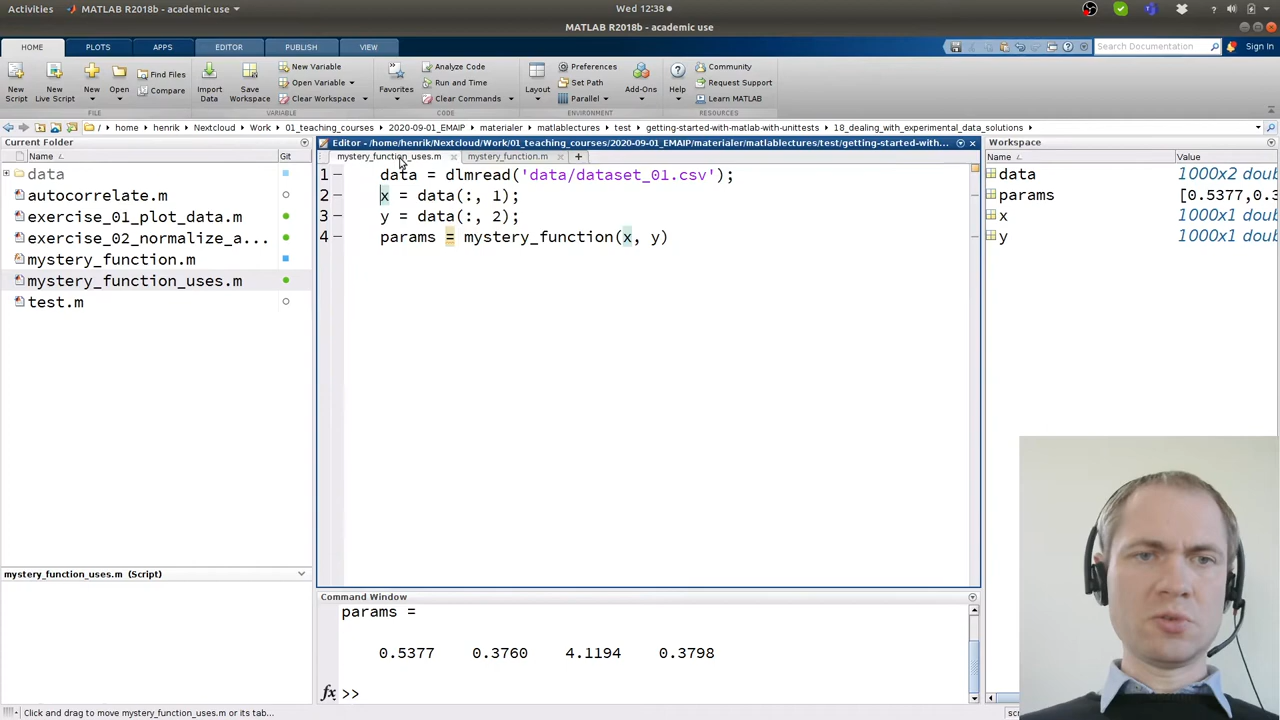 Activities
MATLAB R2018b - academic use
Wed 12:38
?
MATLAB R2018b - academic use
HOME
PLOTS
APPS
EDITOR
PUBLISH
VIEW
Search Documentation
Sign In
New Script
New Live Script
New
Open
Find Files
Compare
Import Data
Save Workspace
New Variable
Open Variable
Clear Workspace
Favorites
Analyze Code
Run and Time
Clear Commands
Layout
Preferences
Set Path
Parallel
Add-Ons
Help
Community
Request Support
Learn MATLAB
FILE
VARIABLE
CODE
ENVIRONMENT
RESOURCES
/ home henrik Nextcloud Work 01_teaching_courses 2020-09-01_EMAIP materialer matlablectures test getting-started-with-matlab-with-unittests 18_dealing_with_experimental_data_solutions
Current Folder
Name
Git
data
autocorrelate.m
exercise_01_plot_data.m
exercise_02_normalize_a...
mystery_function.m
mystery_function_uses.m
test.m
mystery_function_uses.m (Script)
Editor - /home/henrik/Nextcloud/Work/01_teaching_courses/2020-09-01_EMAIP/materialer/matlablectures/test/getting-started-with...
mystery_function_uses.m
mystery_function.m
1 data = dlmread('data/dataset_01.csv');
2 x = data(:, 1);
3 y = data(:, 2);
4 params = mystery_function(x, y)
Command Window
params =
0.5377 0.3760 4.1194 0.3798
fx >>
Workspace
Name
Value
data 1000x2 doub
params [0.5377,0.3
x 1000x1 doub
y 1000x1 doub
Click and drag to move mystery_function_uses.m or its tab...